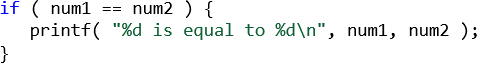 if ( num1 == num2 ) {
   printf( "%d is equal to %d\n", num1, num2 );
}